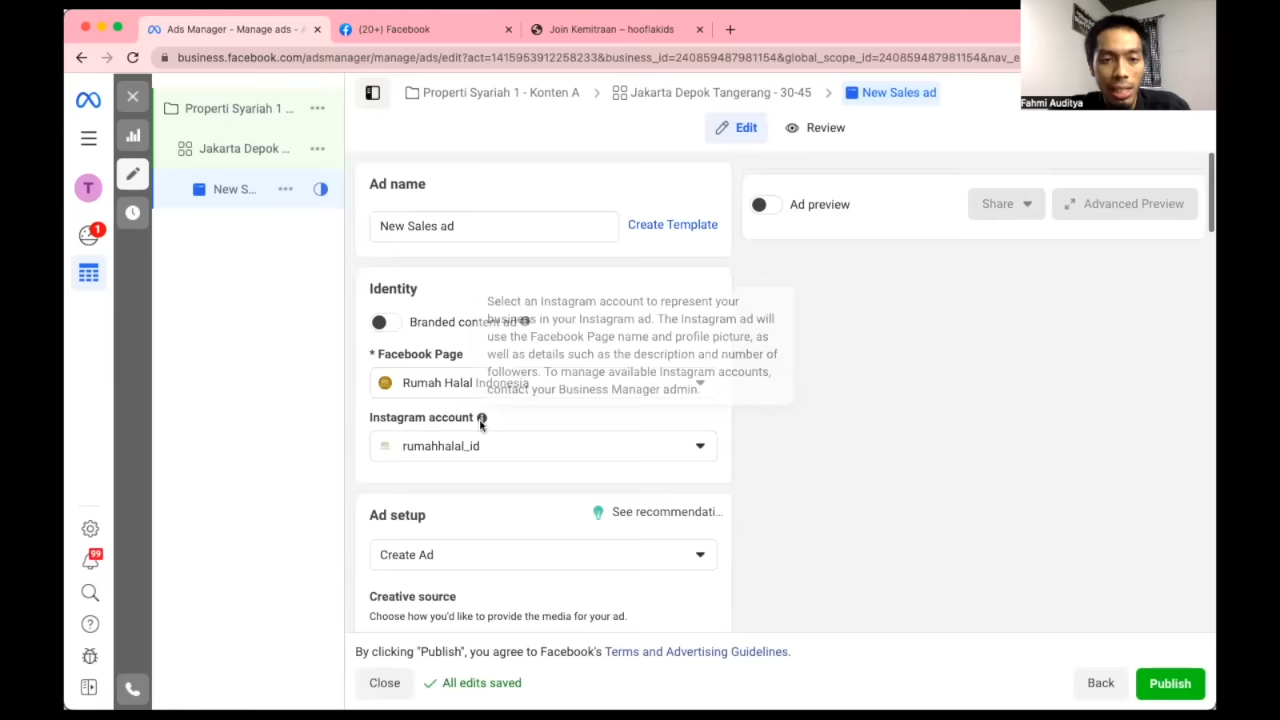 Ads Manager - Manage ads - A
(20+) Facebook
Join Kemitraan – hooflakids
business.facebook.com/adsmanager/manage/ads/edit?act=1415953912258233&business_id=240859487981154&global_scope_id=240859487981154&nav_e
Fahmi Auditya
Properti Syariah 1 ...
Jakarta Depok ...
New S...
T
1
99
Properti Syariah 1 - Konten A
Jakarta Depok Tangerang - 30-45
New Sales ad
Edit
Review
Ad name
New Sales ad
Create Template
Ad preview
Share
Advanced Preview
Identity
Branded content ad
Select an Instagram account to represent your
business in your Instagram ad. The Instagram ad will
use the Facebook Page name and profile picture, as
well as details such as the description and number of
followers. To manage available Instagram accounts,
contact your Business Manager admin.
* Facebook Page
Rumah Halal Indonesia
Instagram account
rumahhalal_id
Ad setup
See recommendati...
Create Ad
Creative source
Choose how you'd like to provide the media for your ad.
By clicking "Publish", you agree to Facebook's Terms and Advertising Guidelines.
Close
All edits saved
Back
Publish